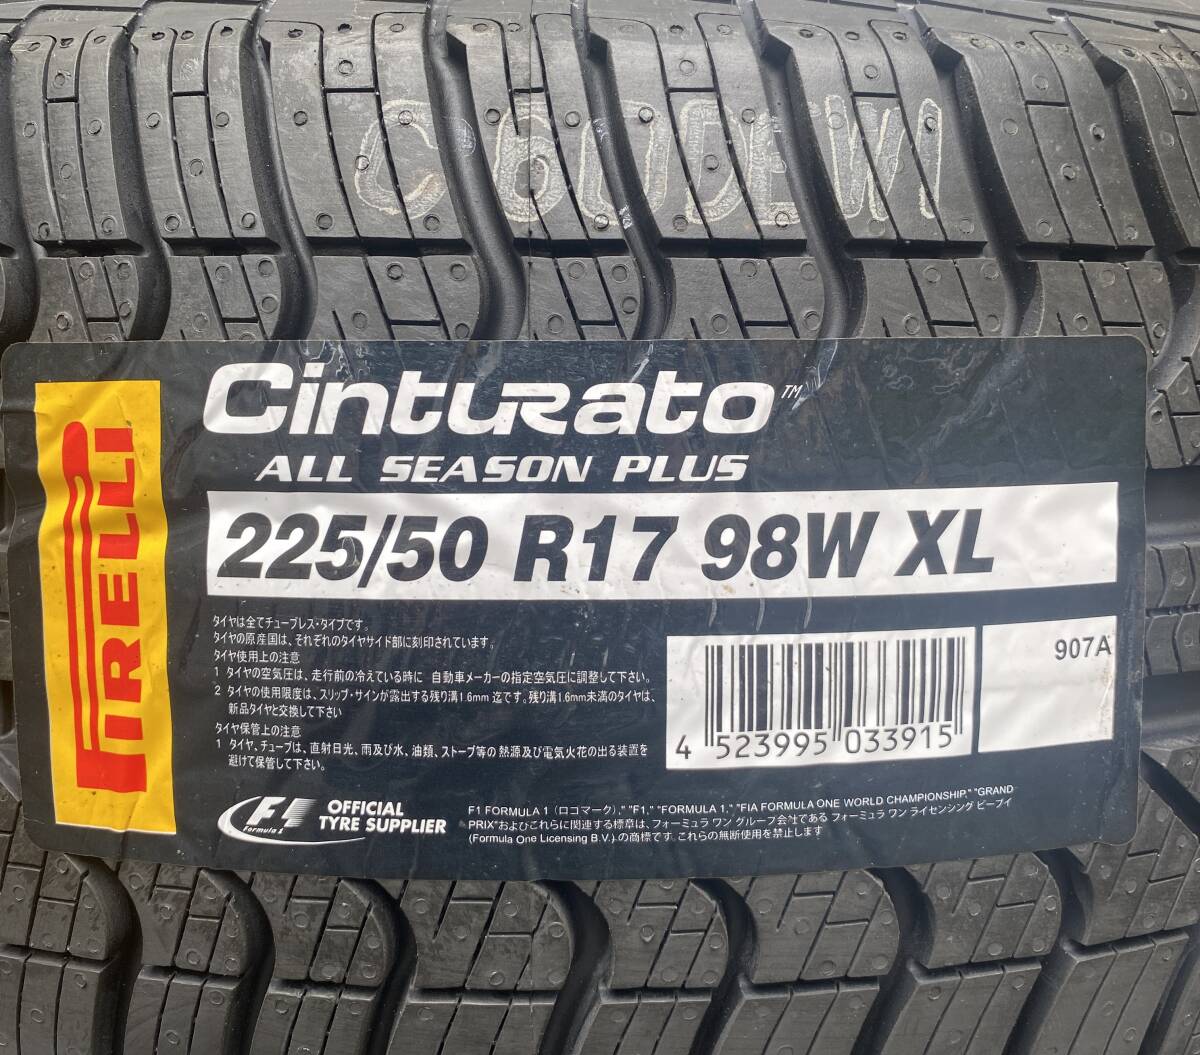 C60DEW1
PIRELLI
Cinturato™
ALL SEASON PLUS
225/50 R17 98W XL
タイヤは全てチューブレス・タイプです。
タイヤの原産国は、それぞれのタイヤサイド部に刻印されています。
タイヤ使用上の注意
1 タイヤの空気圧は、走行前の冷えている時に 自動車メーカーの指定空気圧に調整して下さい。
2 タイヤの使用限度は、スリップ・サインが露出する残り溝1.6mm 迄です。残り溝1.6mm未満のタイヤは、
新品タイヤと交換して下さい
タイヤ保管上の注意
1 タイヤ、チューブは、直射日光、雨及び水、油類、ストーブ等の 熱源及び電気火花の出る装置を
避けて保管して下さい。
907A
4 523995 033915
F1
Formula 1
OFFICIAL
TYRE SUPPLIER
F1 FORMULA 1 (ロゴマーク)," "F1," "FORMULA 1," "FIA FORMULA ONE WORLD CHAMPIONSHIP," "GRAND
PRIX"およびこれらに関連する標章は、フォーミュラ ワン グループ会社である フォーミュラ ワン ライセンシング ビーブイ
(Formula One Licensing B.V.) の商標です. これらの無断使用を禁止します